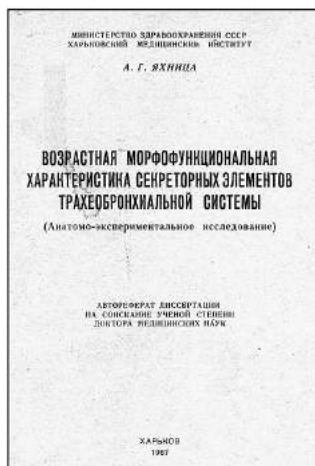 МИНИСТЕРСТВО ЗДРАВООХРАНЕНИЯ СССР
ХАРЬКОВСКИЙ МЕДИЦИНСКИЙ ИНСТИТУТ
А. Г. ЯХНИЦА
ВОЗРАСТНАЯ МОРФОФУНКЦИОНАЛЬНАЯ
ХАРАКТЕРИСТИКА СЕКРЕТОРНЫХ ЭЛЕМЕНТОВ
ТРАХЕОБРОНХИАЛЬНОЙ СИСТЕМЫ
(Анатомо-экспериментальное исследование)
АВТОРЕФЕРАТ ДИССЕРТАЦИИ
НА СОИСКАНИЕ УЧЕНОЙ СТЕПЕНИ
ДОКТОРА МЕДИЦИНСКИХ НАУК
ХАРЬКОВ
1967